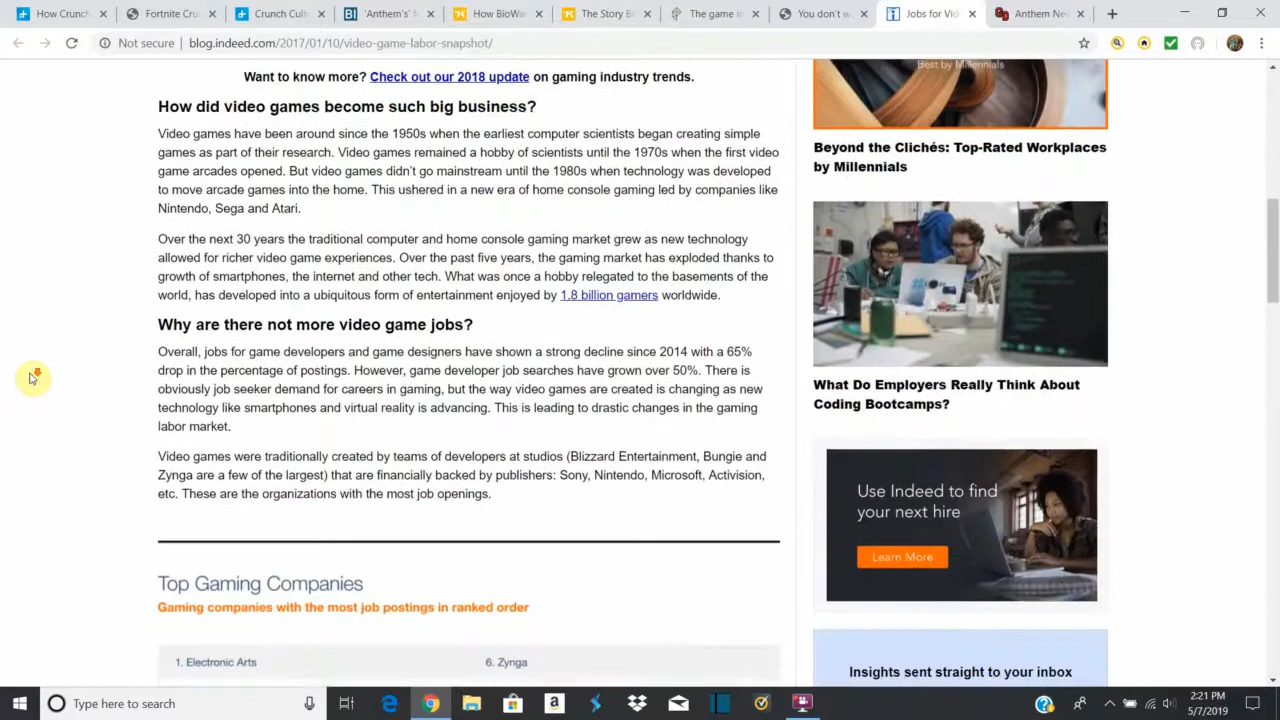 How Crunch
Fortnite Cru
Crunch Cult
'Anthem's' f
How BioWa
The Story B
The game in
You don't w
Jobs for Vid
Anthem Nev
Not secure
blog.indeed.com/2017/01/10/video-game-labor-snapshot/
Want to know more? Check out our 2018 update on gaming industry trends.
How did video games become such big business?
Video games have been around since the 1950s when the earliest computer scientists began creating simple
games as part of their research. Video games remained a hobby of scientists until the 1970s when the first video
game arcades opened. But video games didn't go mainstream until the 1980s when technology was developed
to move arcade games into the home. This ushered in a new era of home console gaming led by companies like
Nintendo, Sega and Atari.
Over the next 30 years the traditional computer and home console gaming market grew as new technology
allowed for richer video game experiences. Over the past five years, the gaming market has exploded thanks to
growth of smartphones, the internet and other tech. What was once a hobby relegated to the basements of the
world, has developed into a ubiquitous form of entertainment enjoyed by 1.8 billion gamers worldwide.
Why are there not more video game jobs?
Overall, jobs for game developers and game designers have shown a strong decline since 2014 with a 65%
drop in the percentage of postings. However, game developer job searches have grown over 50%. There is
obviously job seeker demand for careers in gaming, but the way video games are created is changing as new
technology like smartphones and virtual reality is advancing. This is leading to drastic changes in the gaming
labor market.
Video games were traditionally created by teams of developers at studios (Blizzard Entertainment, Bungie and
Zynga are a few of the largest) that are financially backed by publishers: Sony, Nintendo, Microsoft, Activision,
etc. These are the organizations with the most job openings.
Top Gaming Companies
Gaming companies with the most job postings in ranked order
1. Electronic Arts
6. Zynga
Best by Millennials
Beyond the Clichés: Top-Rated Workplaces
by Millennials
What Do Employers Really Think About
Coding Bootcamps?
Use Indeed to find
your next hire
Learn More
Insights sent straight to your inbox
Type here to search
2:21 PM
5/7/2019